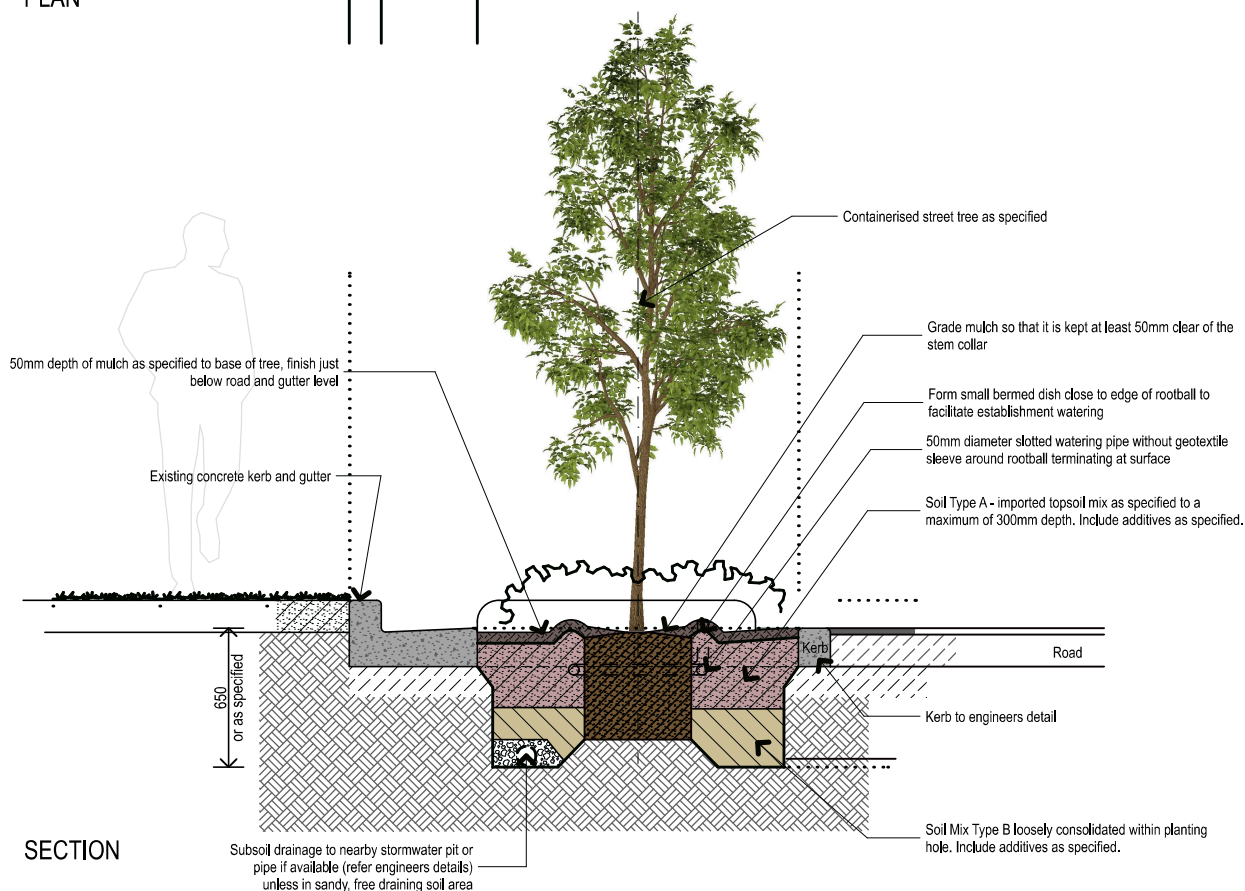 PLAN
Containerised street tree as specified
Grade mulch so that it is kept at least 50mm clear of the
stem collar
50mm depth of mulch as specified to base of tree, finish just
below road and gutter level
Form small bermed dish close to edge of rootball to
facilitate establishment watering
50mm diameter slotted watering pipe without geotextile
sleeve around rootball terminating at surface
Existing concrete kerb and gutter
Soil Type A - imported topsoil mix as specified to a
maximum of 300mm depth. Include additives as specified.
Kerb
Road
650
or as specified
Kerb to engineers detail
Soil Mix Type B loosely consolidated within planting
hole. Include additives as specified.
SECTION
Subsoil drainage to nearby stormwater pit or
pipe if available (refer engineers details)
unless in sandy, free draining soil area